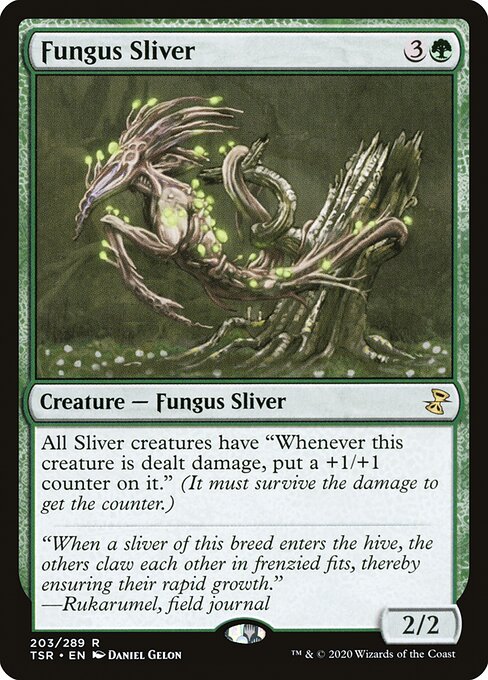 Fungus Sliver 3
Creature — Fungus Sliver
All Sliver creatures have “Whenever this
creature is dealt damage, put a +1/+1
counter on it.” (It must survive the damage to
get the counter.)
“When a sliver of this breed enters the hive, the
others claw each other in frenzied fits, thereby
ensuring their rapid growth.”
—Rukarumel, field journal
2/2
203/289 R
TSR • EN DANIEL GELON
™ & © 2020 Wizards of the Coast